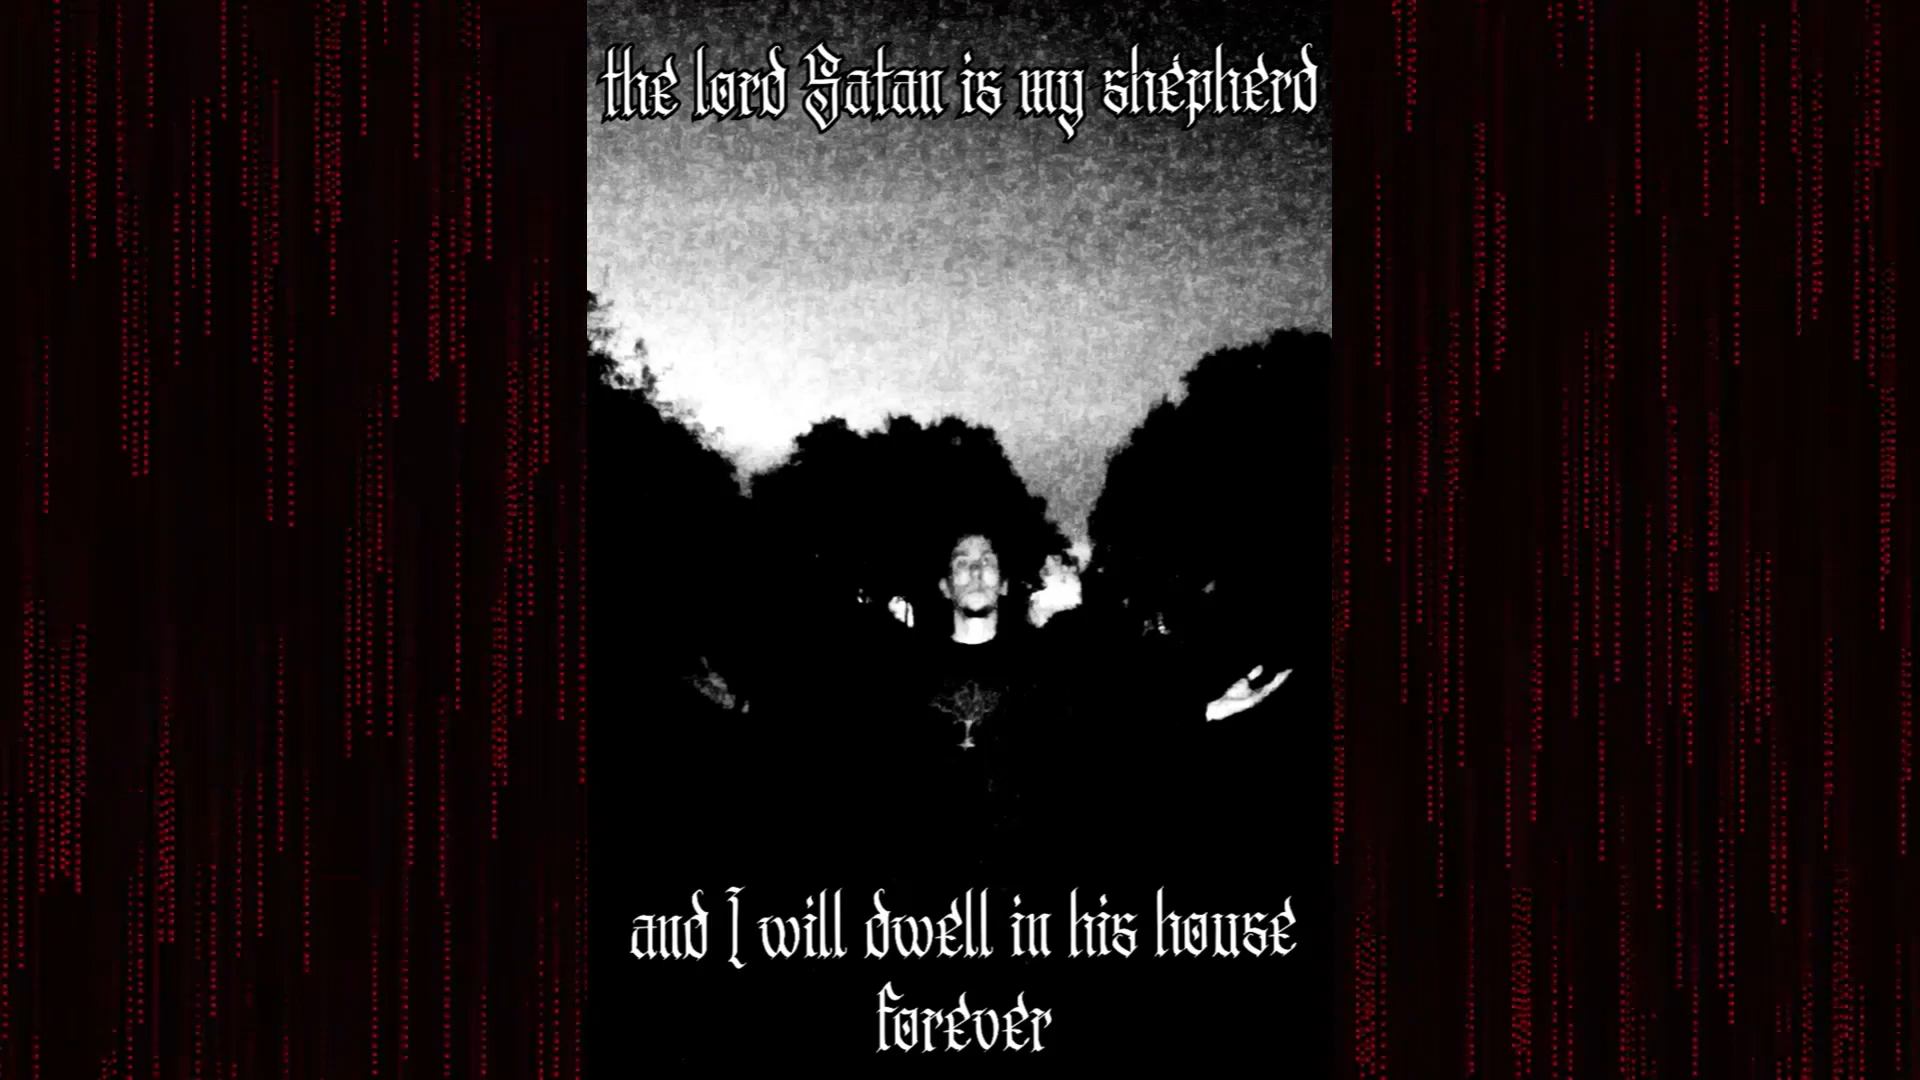 the lord Satan is my shepherd
and I will dwell in his house
forever